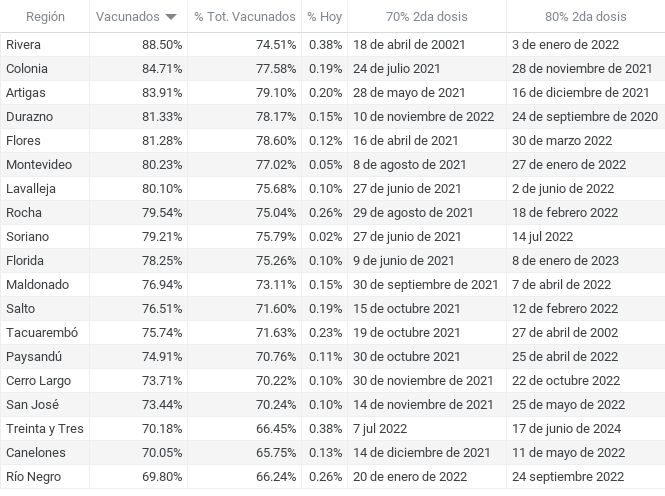 Región Vacunados % Tot. Vacunados % Hoy 70% 2da dosis 80% 2da dosis
Rivera 88.50% 74.51% 0.38% 18 de abril de 20021 3 de enero de 2022
Colonia 84.71% 77.58% 0.19% 24 de julio 2021 28 de noviembre de 2021
Artigas 83.91% 79.10% 0.20% 28 de mayo de 2021 16 de diciembre de 2021
Durazno 81.33% 78.17% 0.15% 10 de noviembre de 2022 24 de septiembre de 2020
Flores 81.28% 78.60% 0.12% 16 de abril de 2021 30 de marzo 2022
Montevideo 80.23% 77.02% 0.05% 8 de agosto de 2021 27 de enero de 2022
Lavalleja 80.10% 75.68% 0.10% 27 de junio de 2021 2 de junio de 2022
Rocha 79.54% 75.04% 0.26% 29 de agosto de 2021 18 de febrero 2022
Soriano 79.21% 75.79% 0.02% 27 de junio de 2021 14 jul 2022
Florida 78.25% 75.26% 0.10% 9 de junio de 2021 8 de enero de 2023
Maldonado 76.94% 73.11% 0.15% 30 de septiembre de 2021 7 de abril de 2022
Salto 76.51% 71.60% 0.19% 15 de octubre 2021 12 de febrero de 2022
Tacuarembó 75.74% 71.63% 0.23% 19 de octubre 2021 27 de abril de 2002
Paysandú 74.91% 70.76% 0.11% 30 de octubre 2021 25 de abril de 2022
Cerro Largo 73.71% 70.22% 0.10% 30 de noviembre de 2021 22 de octubre 2022
San José 73.44% 70.24% 0.10% 14 de noviembre de 2021 25 de mayo de 2022
Treinta y Tres 70.18% 66.45% 0.38% 7 jul 2022 17 de junio de 2024
Canelones 70.05% 65.75% 0.13% 14 de diciembre de 2021 11 de mayo de 2022
Río Negro 69.80% 66.24% 0.26% 20 de enero de 2022 24 septiembre 2022